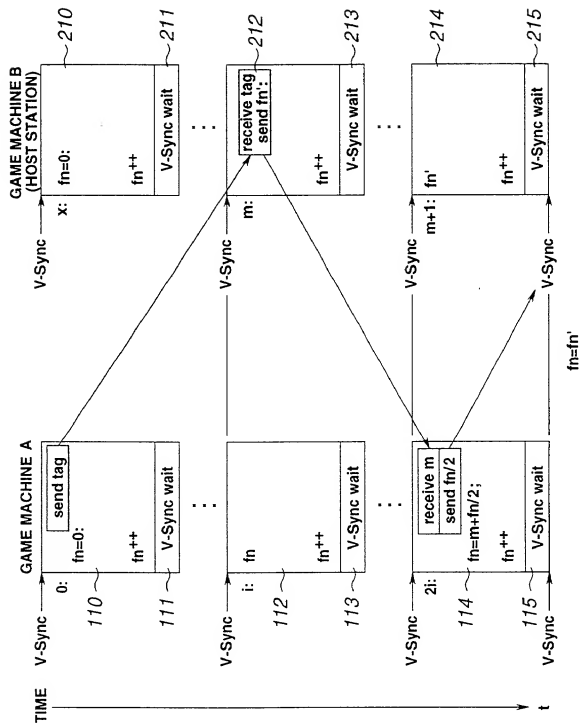 TIME
t
GAME MACHINE A
V-Sync
0:
send tag
fn=0:
fn++
V-Sync wait
110
111
V-Sync
i:
fn
fn++
V-Sync wait
112
113
V-Sync
2i:
receive m
send fn/2
fn=m+fn/2;
fn++
V-Sync wait
114
115
V-Sync
GAME MACHINE B
(HOST STATION)
V-Sync
x:
fn=0:
fn++
V-Sync wait
210
211
V-Sync
m:
receive tag
send fn':
fn++
V-Sync wait
212
213
V-Sync
m+1:
fn'
fn++
V-Sync wait
214
215
V-Sync
fn=fn'